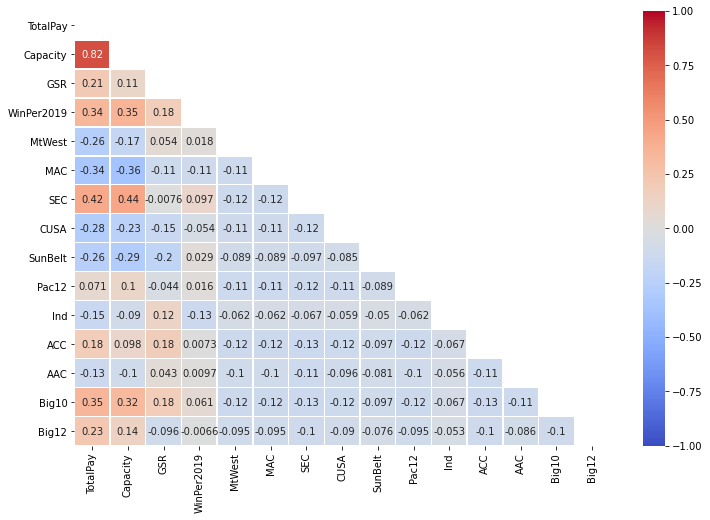 TotalPay
Capacity 0.82
GSR 0.21 0.11
WinPer2019 0.34 0.35 0.18
MtWest -0.26 -0.17 0.054 0.018
MAC -0.34 -0.36 -0.11 -0.11 -0.11
SEC 0.42 0.44 -0.0076 0.097 -0.12 -0.12
CUSA -0.28 -0.23 -0.15 -0.054 -0.11 -0.11 -0.12
SunBelt -0.26 -0.29 -0.2 0.029 -0.089 -0.089 -0.097 -0.085
Pac12 0.071 0.1 -0.044 0.016 -0.11 -0.11 -0.12 -0.11 -0.089
Ind -0.15 -0.09 0.12 -0.13 -0.062 -0.062 -0.067 -0.059 -0.05 -0.062
ACC 0.18 0.098 0.18 0.0073 -0.12 -0.12 -0.13 -0.12 -0.097 -0.12 -0.067
AAC -0.13 -0.1 0.043 0.0097 -0.1 -0.1 -0.11 -0.096 -0.081 -0.1 -0.056 -0.11
Big10 0.35 0.32 0.18 0.061 -0.12 -0.12 -0.13 -0.12 -0.097 -0.12 -0.067 -0.13 -0.11
Big12 0.23 0.14 -0.096 -0.0066 -0.095 -0.095 -0.1 -0.09 -0.076 -0.095 -0.053 -0.1 -0.086 -0.1
TotalPay Capacity GSR WinPer2019 MtWest MAC SEC CUSA SunBelt Pac12 Ind ACC AAC Big10 Big12
1.00
0.75
0.50
0.25
0.00
−0.25
−0.50
−0.75
−1.00